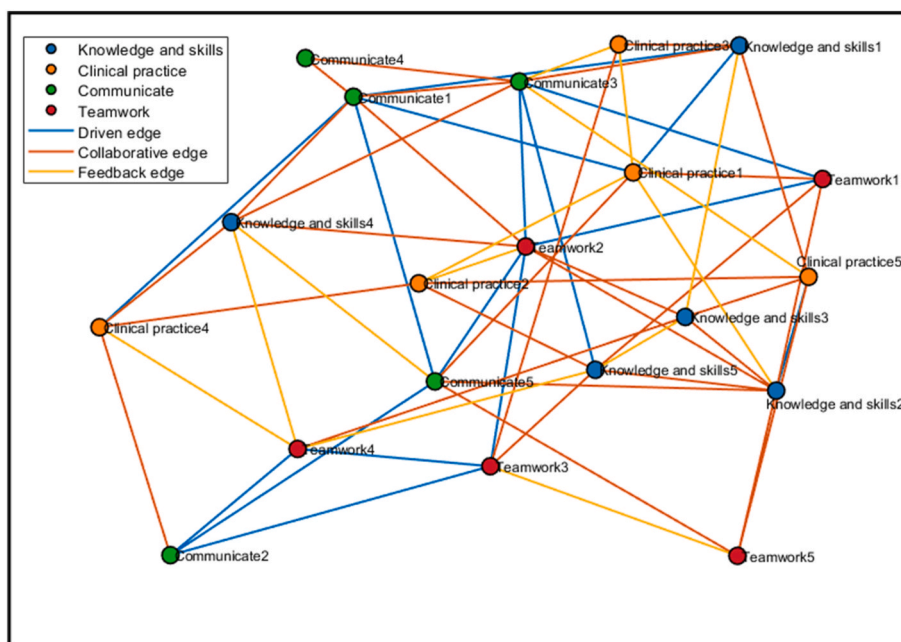 Knowledge and skills
Clinical practice
Communicate
Teamwork
Driven edge
Collaborative edge
Feedback edge
Clinical practice3
Knowledge and skills1
Communicate4
Communicate3
Communicate1
Clinical practice1
Teamwork1
Knowledge and skills4
Teamwork2
Clinical practice5
Clinical practice2
Knowledge and skills3
Clinical practice4
Knowledge and skills5
Communicate5
Knowledge and skills2
Teamwork4
Teamwork3
Communicate2
Teamwork5